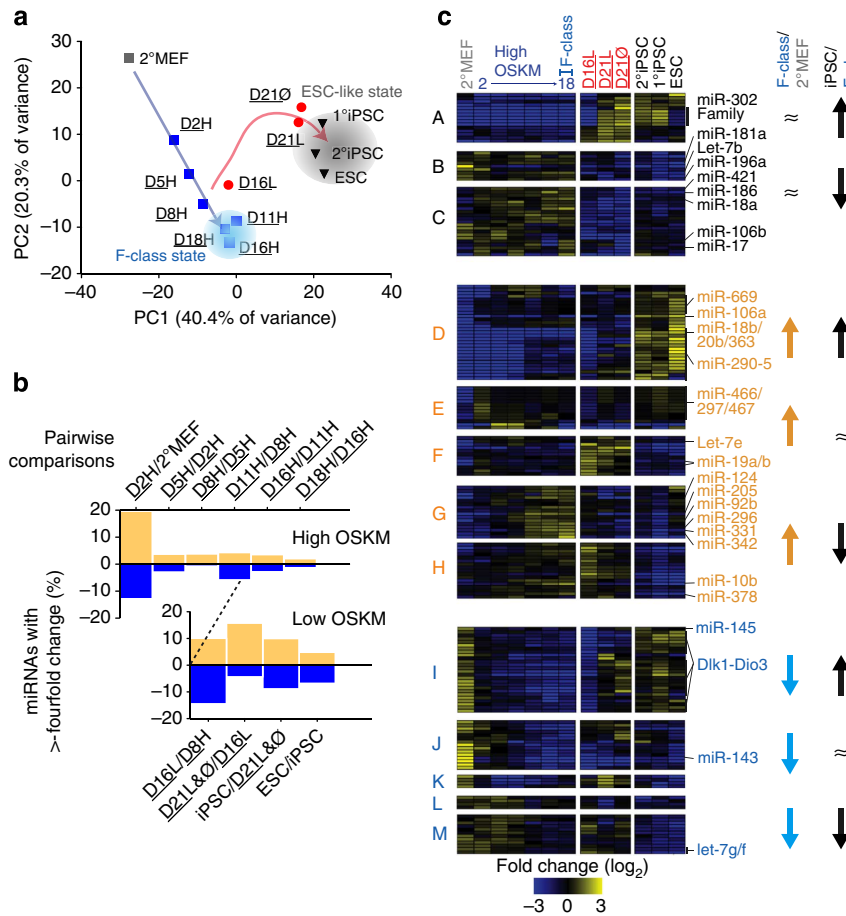 a
30
20
10
0
−10
−20
−40
−20
0
20
40
PC2 (20.3% of variance)
PC1 (40.4% of variance)
2°MEF
D2H
D5H
D8H
D18H
D11H
D16H
F-class state
D16L
D21Ø
D21L
ESC-like state
1°iPSC
2°iPSC
ESC
b
Pairwise
comparisons
D2H/2°MEF
D5H/D2H
D8H/D5H
D11H/D8H
D16H/D11H
D18H/D16H
20
10
0
−10
−20
High OSKM
Low OSKM
20
10
0
−10
−20
miRNAs with
>-fourfold change (%)
D16L/D8H
D21L&Ø/D16L
iPSC/D21L&Ø
ESC/iPSC
c
2°MEF
High
OSKM
2
18
F-class
D16L
D21L
D21Ø
2°iPSC
1°iPSC
ESC
F-class/
2°MEF
iPSC/
A
miR-302
Family
≈
B
miR-181a
Let-7b
miR-196a
miR-421
≈
C
miR-186
miR-18a
miR-106b
miR-17
D
miR-669
miR-106a
miR-18b/
20b/363
miR-290-5
E
miR-466/
297/467
≈
F
Let-7e
miR-19a/b
G
miR-124
miR-205
miR-92b
miR-296
miR-331
miR-342
H
miR-10b
miR-378
I
miR-145
Dlk1-Dio3
J
miR-143
≈
K
L
M
let-7g/f
Fold change (log2)
−3 0 3